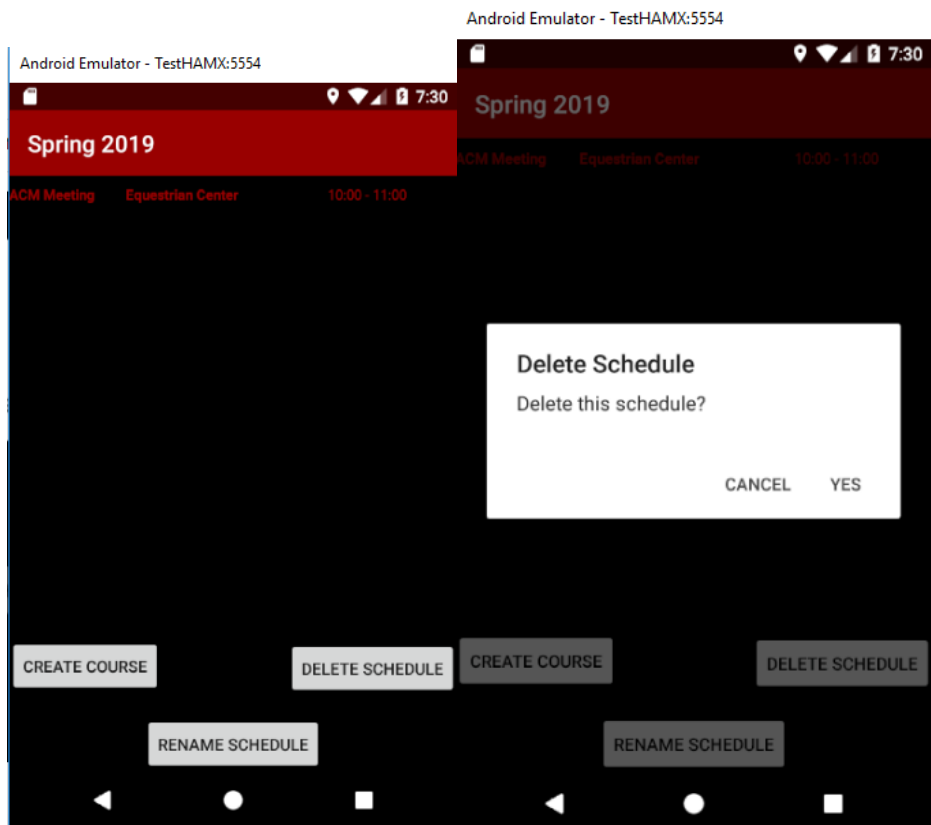 Android Emulator - TestHAMX:5554
7:30
Spring 2019
ACM Meeting Equestrian Center 10:00 - 11:00
CREATE COURSE DELETE SCHEDULE
RENAME SCHEDULE
Android Emulator - TestHAMX:5554
7:30
Spring 2019
ACM Meeting Equestrian Center 10:00 - 11:00
Delete Schedule
Delete this schedule?
CANCEL YES
CREATE COURSE DELETE SCHEDULE
RENAME SCHEDULE